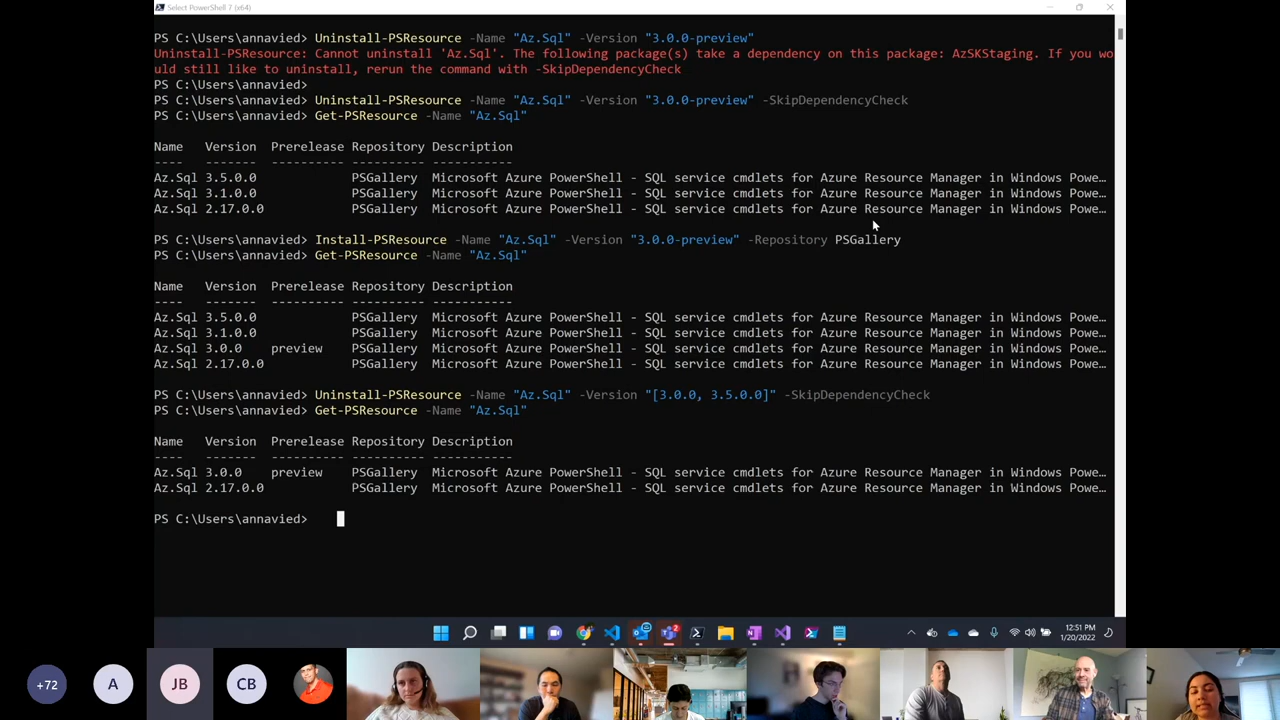 Select PowerShell 7 (x64)
PS C:\Users\annavied> Uninstall-PSResource -Name "Az.Sql" -Version "3.0.0-preview"
Uninstall-PSResource: Cannot uninstall 'Az.Sql'. The following package(s) take a dependency on this package: AzSKStaging. If you wo
uld still like to uninstall, rerun the command with -SkipDependencyCheck
PS C:\Users\annavied>
PS C:\Users\annavied> Uninstall-PSResource -Name "Az.Sql" -Version "3.0.0-preview" -SkipDependencyCheck
PS C:\Users\annavied> Get-PSResource -Name "Az.Sql"
Name Version Prerelease Repository Description
---- ------- ---------- ---------- -----------
Az.Sql 3.5.0.0 PSGallery Microsoft Azure PowerShell - SQL service cmdlets for Azure Resource Manager in Windows Powe…
Az.Sql 3.1.0.0 PSGallery Microsoft Azure PowerShell - SQL service cmdlets for Azure Resource Manager in Windows Powe…
Az.Sql 2.17.0.0 PSGallery Microsoft Azure PowerShell - SQL service cmdlets for Azure Resource Manager in Windows Powe…
PS C:\Users\annavied> Install-PSResource -Name "Az.Sql" -Version "3.0.0-preview" -Repository PSGallery
PS C:\Users\annavied> Get-PSResource -Name "Az.Sql"
Name Version Prerelease Repository Description
---- ------- ---------- ---------- -----------
Az.Sql 3.5.0.0 PSGallery Microsoft Azure PowerShell - SQL service cmdlets for Azure Resource Manager in Windows Powe…
Az.Sql 3.1.0.0 PSGallery Microsoft Azure PowerShell - SQL service cmdlets for Azure Resource Manager in Windows Powe…
Az.Sql 3.0.0 preview PSGallery Microsoft Azure PowerShell - SQL service cmdlets for Azure Resource Manager in Windows Powe…
Az.Sql 2.17.0.0 PSGallery Microsoft Azure PowerShell - SQL service cmdlets for Azure Resource Manager in Windows Powe…
PS C:\Users\annavied> Uninstall-PSResource -Name "Az.Sql" -Version "[3.0.0, 3.5.0.0]" -SkipDependencyCheck
PS C:\Users\annavied> Get-PSResource -Name "Az.Sql"
Name Version Prerelease Repository Description
---- ------- ---------- ---------- -----------
Az.Sql 3.0.0 preview PSGallery Microsoft Azure PowerShell - SQL service cmdlets for Azure Resource Manager in Windows Powe…
Az.Sql 2.17.0.0 PSGallery Microsoft Azure PowerShell - SQL service cmdlets for Azure Resource Manager in Windows Powe…
PS C:\Users\annavied>
12:51 PM
1/20/2022
+72 A JB CB